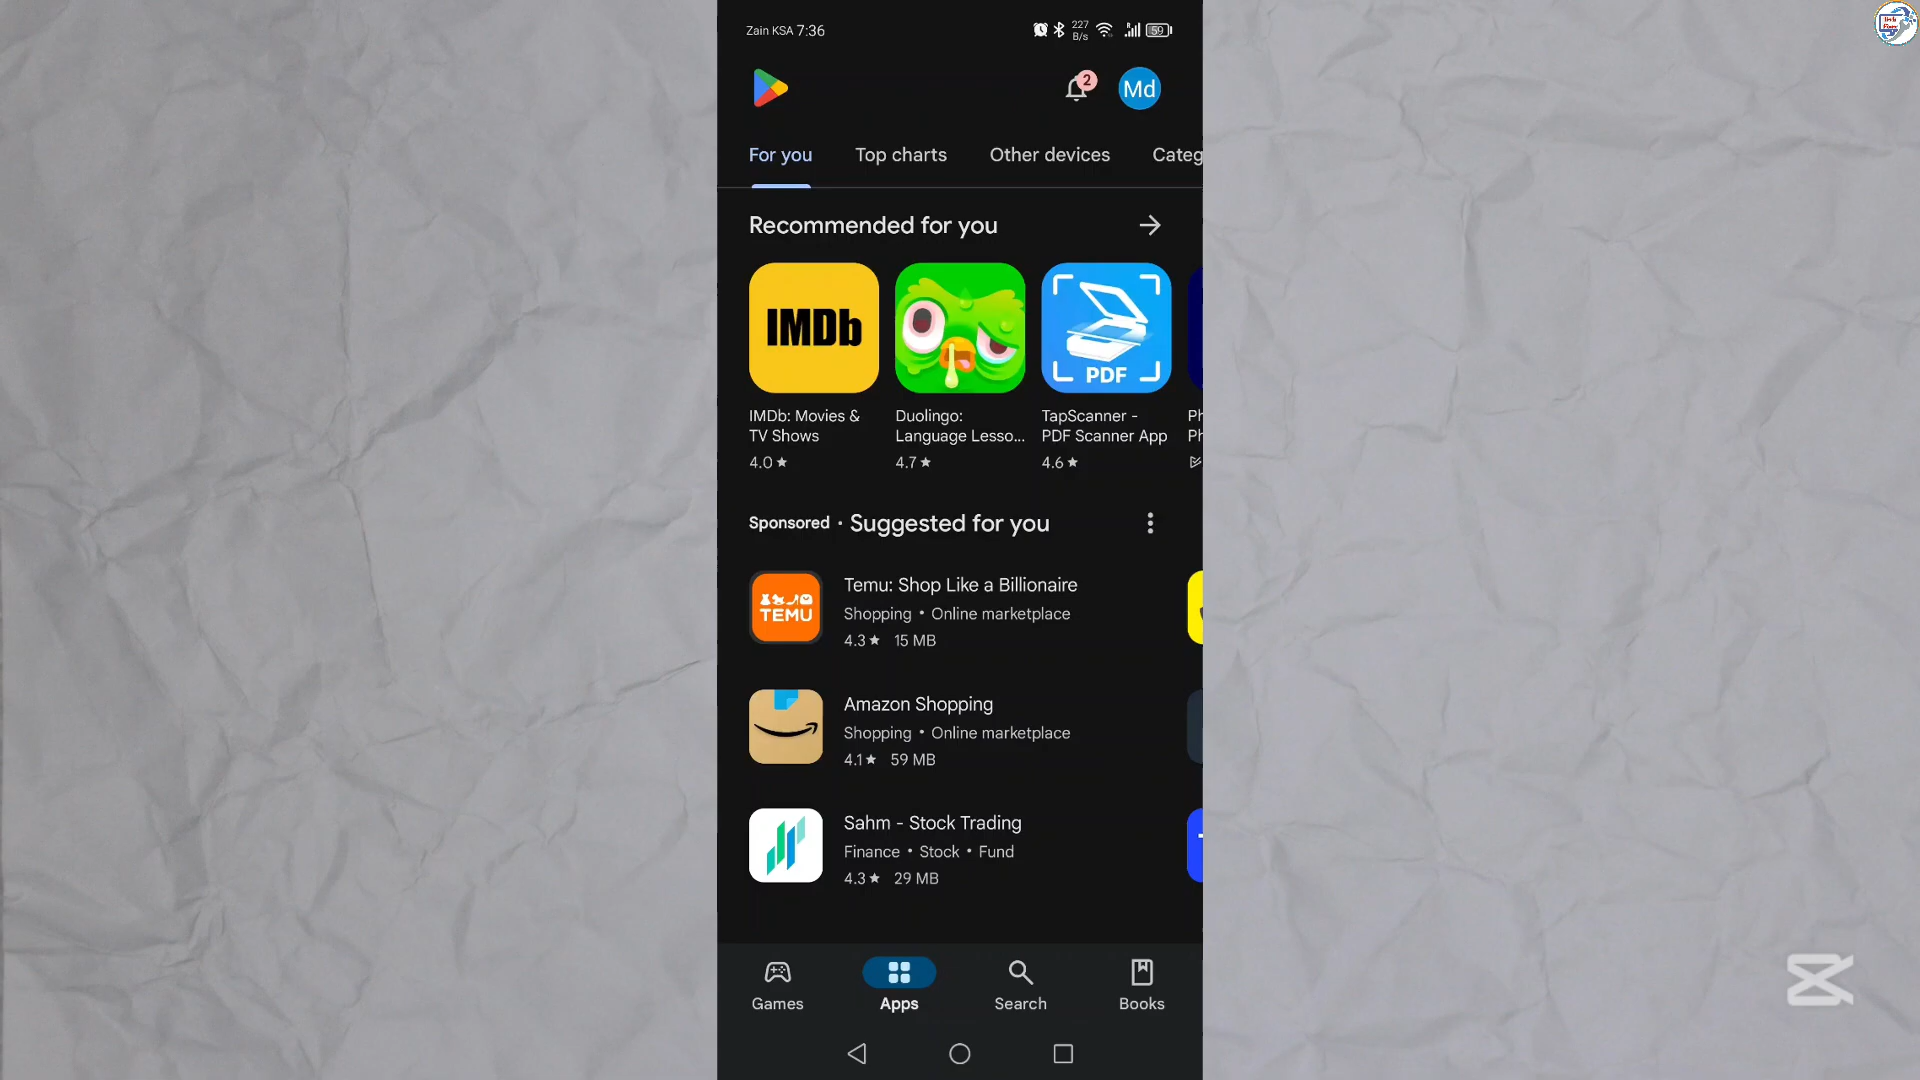 Zain KSA 7:36
227
B/s
59
2
Md
For you
Top charts
Other devices
Categ
Recommended for you
IMDb
PDF
IMDb: Movies &
TV Shows
4.0 ★
Duolingo:
Language Lesso...
4.7 ★
TapScanner -
PDF Scanner App
4.6 ★
Ph
Ph
Sponsored · Suggested for you
TEMU
Temu: Shop Like a Billionaire
Shopping • Online marketplace
4.3 ★ 15 MB
Amazon Shopping
Shopping • Online marketplace
4.1 ★ 59 MB
Sahm - Stock Trading
Finance • Stock • Fund
4.3 ★ 29 MB
Games
Apps
Search
Books